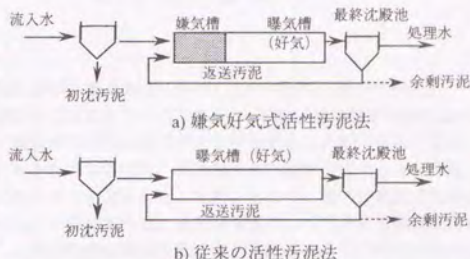 流入水
嫌気槽
曝気槽
(好気)
最終沈殿池
処理水
返送汚泥
初沈汚泥
余剰汚泥
a) 嫌気好気式活性汚泥法
流入水
曝気槽 (好気)
最終沈殿池
処理水
返送汚泥
初沈汚泥
余剰汚泥
b) 従来の活性汚泥法